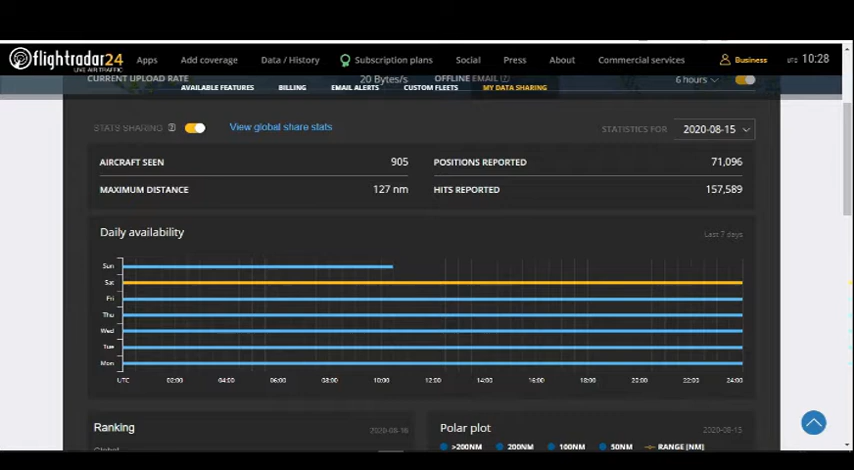 flightradar24
LIVE AIR TRAFFIC
Apps Add coverage Data / History Subscription plans Social Press About Commercial services Business UTC 10:28
CURRENT UPLOAD RATE 20 Bytes/s OFFLINE EMAIL ? 6 hours
AVAILABLE FEATURES BILLING EMAIL ALERTS CUSTOM FLEETS MY DATA SHARING
STATS SHARING ? View global share stats STATISTICS FOR 2020-08-15
AIRCRAFT SEEN 905 POSITIONS REPORTED 71,096
MAXIMUM DISTANCE 127 nm HITS REPORTED 157,589
Daily availability Last 7 days
Sun
Sat
Fri
Thu
Wed
Tue
Mon
UTC 02:00 04:00 06:00 08:00 10:00 12:00 14:00 16:00 18:00 20:00 22:00 24:00
Ranking 2020-08-16 Polar plot 2020-08-15
Global >200NM 200NM 100NM 50NM RANGE [NM]